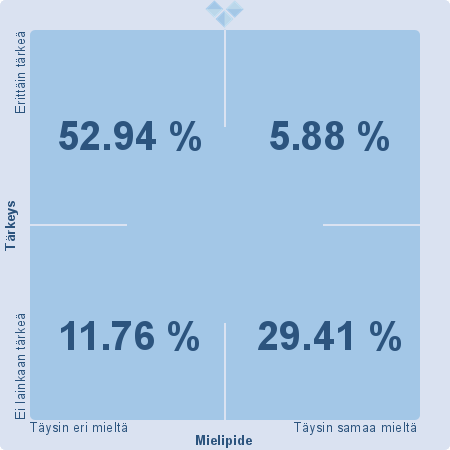 Erittäin tärkeä
52.94 %
5.88 %
Tärkeys
11.76 %
29.41 %
Ei lainkaan tärkeä
Täysin eri mieltä
Täysin samaa mieltä
Mielipide